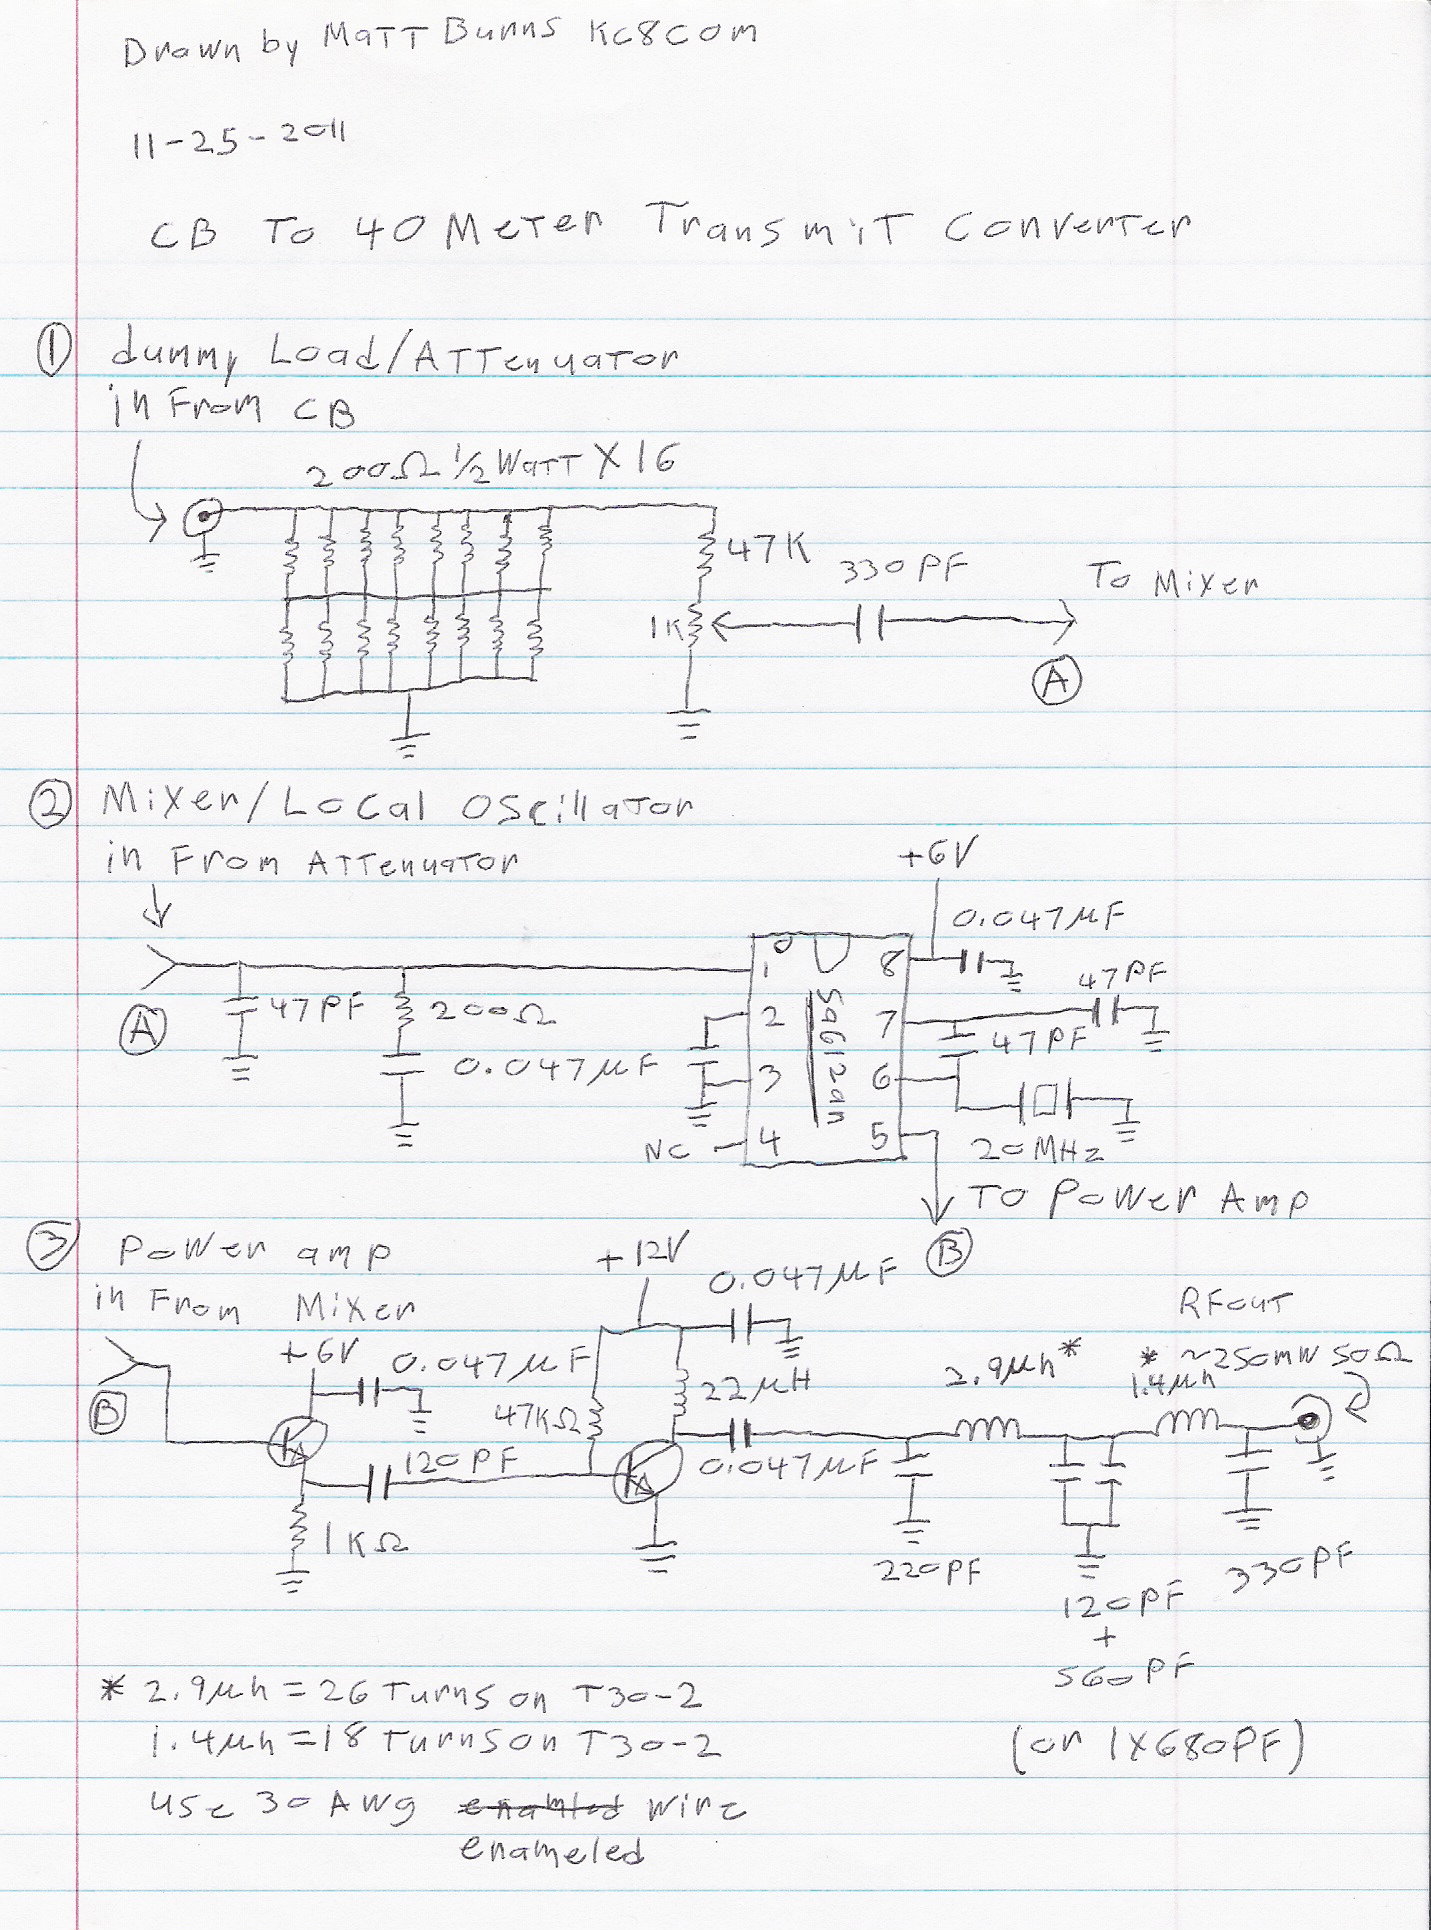 Drawn by Matt Burns KC8COM
11-25-2011
CB To 40 Meter Transmit Converter
① dummy Load/Attenuator
in From CB
200Ω 1/2 Watt X 16
47K
330PF
To Mixer
1K
A
② Mixer/Local Oscillator
in From Attenuator
+6V
0.047µF
1
8
47PF
A
47PF
200Ω
2
Sa612an
7
47PF
0.047µF
3
6
NC
4
5
20MHz
To Power Amp
B
③ Power amp
in From Mixer
+12V
0.047µF
RFout
+6V
0.047µF
2.9µh*
* ~250mW 50Ω
1.4µh
B
47KΩ
22µH
120PF
0.047µF
1KΩ
220PF
330PF
120PF
+
560PF
(or 1X680PF)
* 2.9µh = 26 Turns on T30-2
1.4µh = 18 Turns on T30-2
use 30 AWg enamled wire
enameled